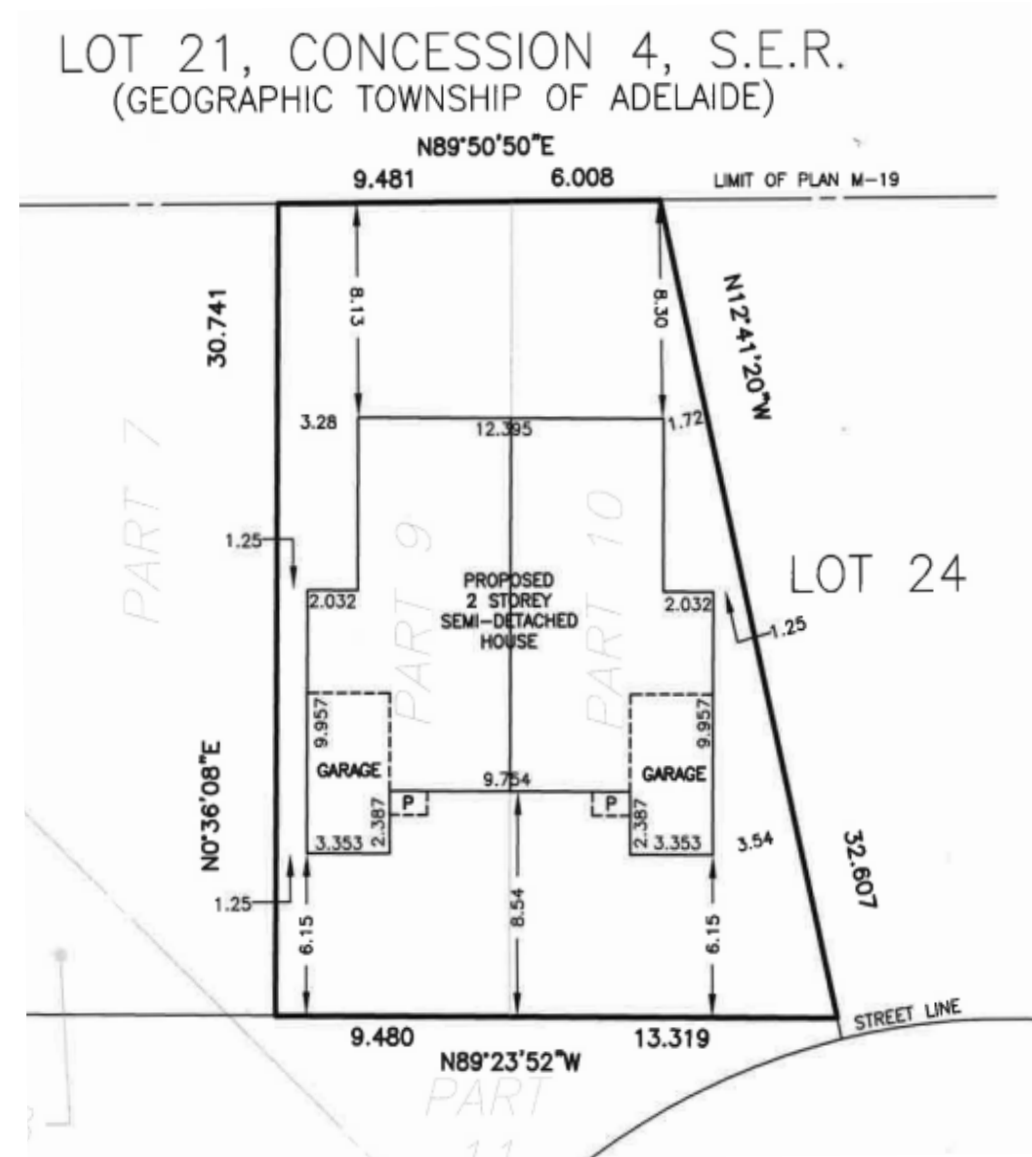 LOT 21, CONCESSION 4, S.E.R.
(GEOGRAPHIC TOWNSHIP OF ADELAIDE)
N89°50'50"E
9.481 6.008 LIMIT OF PLAN M-19
30.741
8.13
8.30
N12°41'20"W
3.28
12.395
1.72
PART 7
PART 9
PART 10
1.25
LOT 24
2.032
PROPOSED
2 STOREY
SEMI-DETACHED
HOUSE
2.032
1.25
9.957
9.957
N0°36'08"E
GARAGE
GARAGE
9.754
P
P
2.387
2.387
3.353
3.353
3.54
32.607
1.25
6.15
8.54
6.15
STREET LINE
9.480 13.319
N89°23'52"W
PART
11